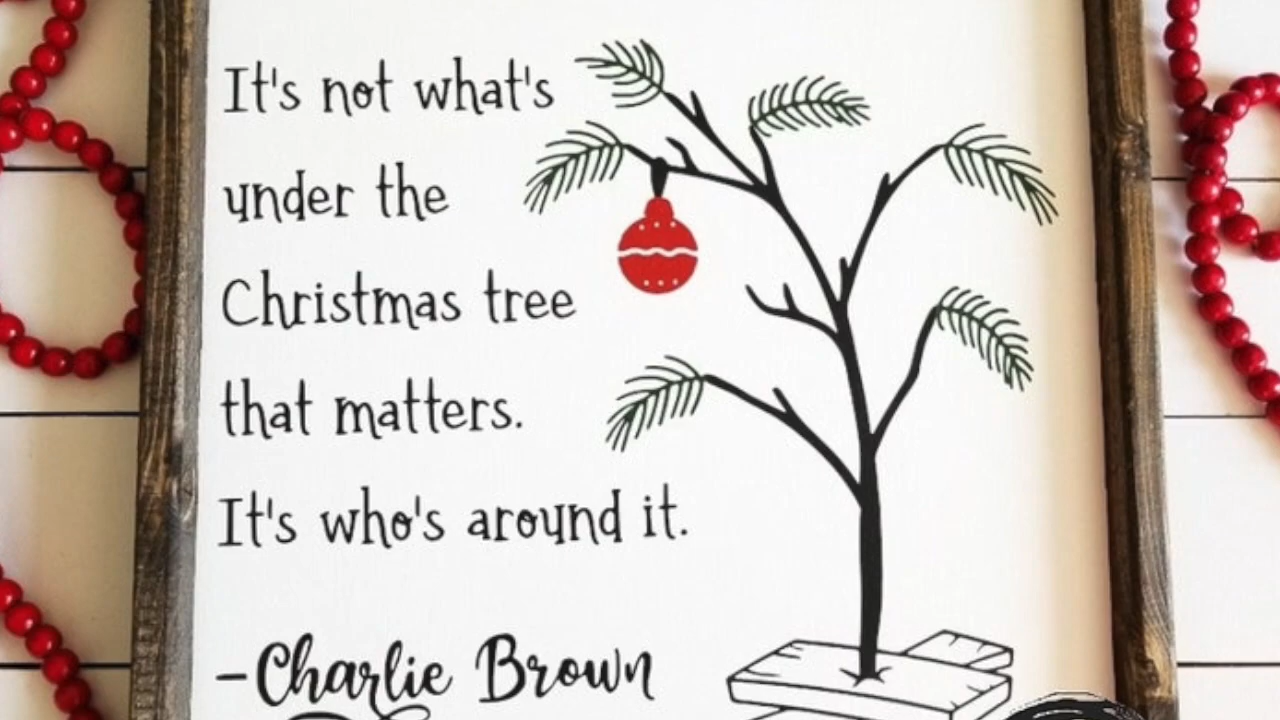 It's not what's
under the
Christmas tree
that matters.
It's who's around it.
-Charlie Brown